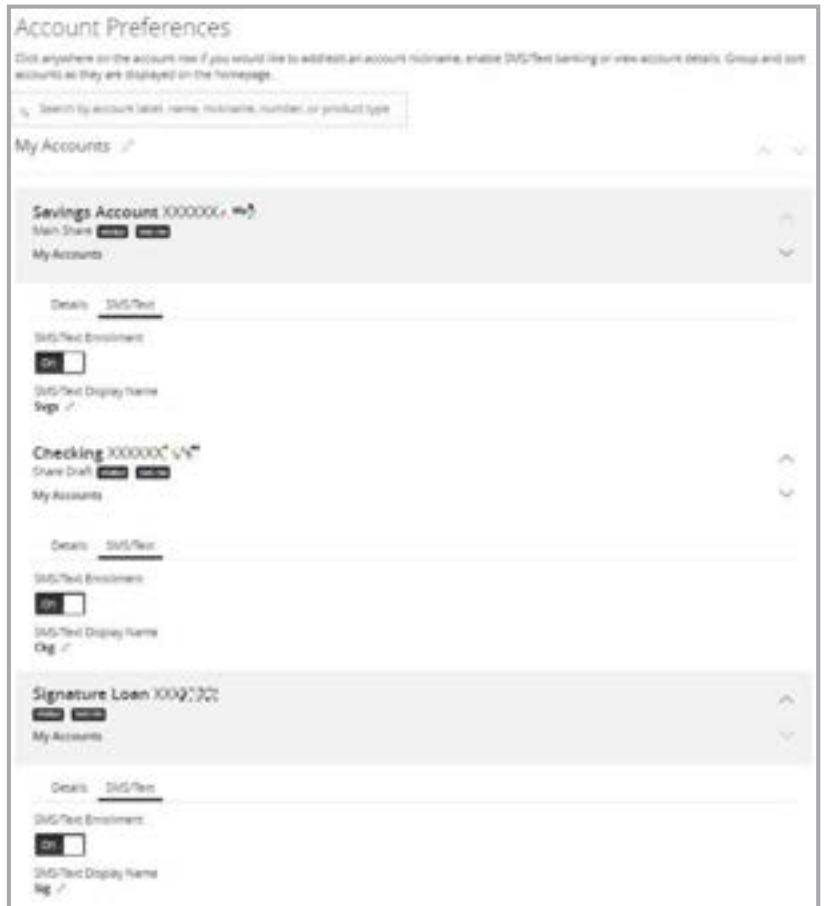 Account Preferences
Click anywhere on the account row if you would like to add/edit an account nickname, enable SMS/Text banking or view account details. Group and sort
accounts as they are displayed on the homepage.
Search by account label, name, nickname, number, or product type
My Accounts
Savings Account XXXXXX
Main Share
My Accounts
Details SMS/Text
SMS/Text Enrollment
On
SMS/Text Display Name
Svgs
Checking XXXXXX
Share Draft
My Accounts
Details SMS/Text
SMS/Text Enrollment
On
SMS/Text Display Name
Ckg
Signature Loan
My Accounts
Details SMS/Text
SMS/Text Enrollment
On
SMS/Text Display Name
Sig